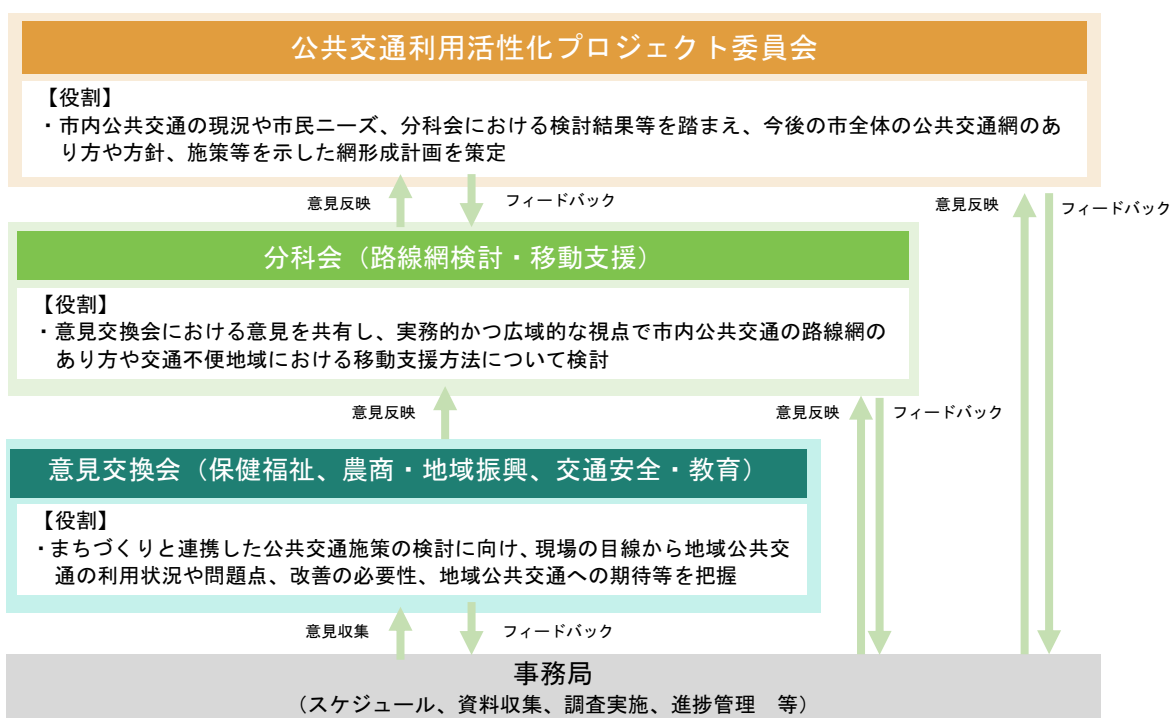 公共交通利用活性化プロジェクト委員会
【役割】
・市内公共交通の現況や市民ニーズ、分科会における検討結果等を踏まえ、今後の市全体の公共交通網のあ
り方や方針、施策等を示した網形成計画を策定
意見反映
フィードバック
意見反映
フィードバック
分科会（路線網検討・移動支援）
【役割】
・意見交換会における意見を共有し、実務的かつ広域的な視点で市内公共交通の路線網の
あり方や交通不便地域における移動支援方法について検討
意見反映
意見反映
フィードバック
意見交換会（保健福祉、農商・地域振興、交通安全・教育）
【役割】
・まちづくりと連携した公共交通施策の検討に向け、現場の目線から地域公共交
通の利用状況や問題点、改善の必要性、地域公共交通への期待等を把握
意見収集
フィードバック
事務局
（スケジュール、資料収集、調査実施、進捗管理　等）